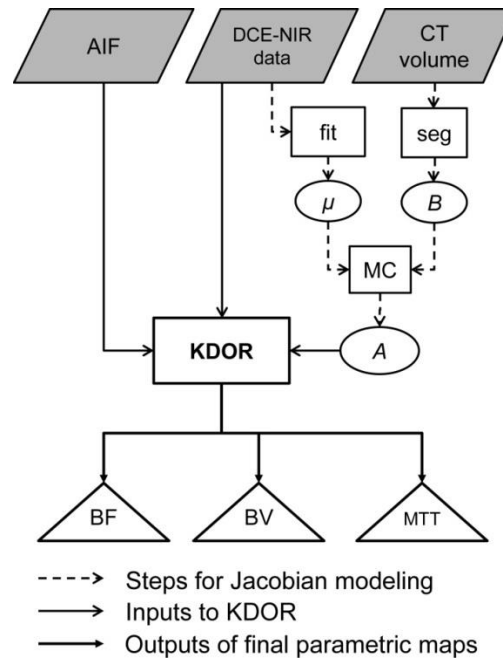 AIF
DCE-NIR
data
CT
volume
fit
seg
μ
B
MC
KDOR
A
BF
BV
MTT
Steps for Jacobian modeling
Inputs to KDOR
Outputs of final parametric maps